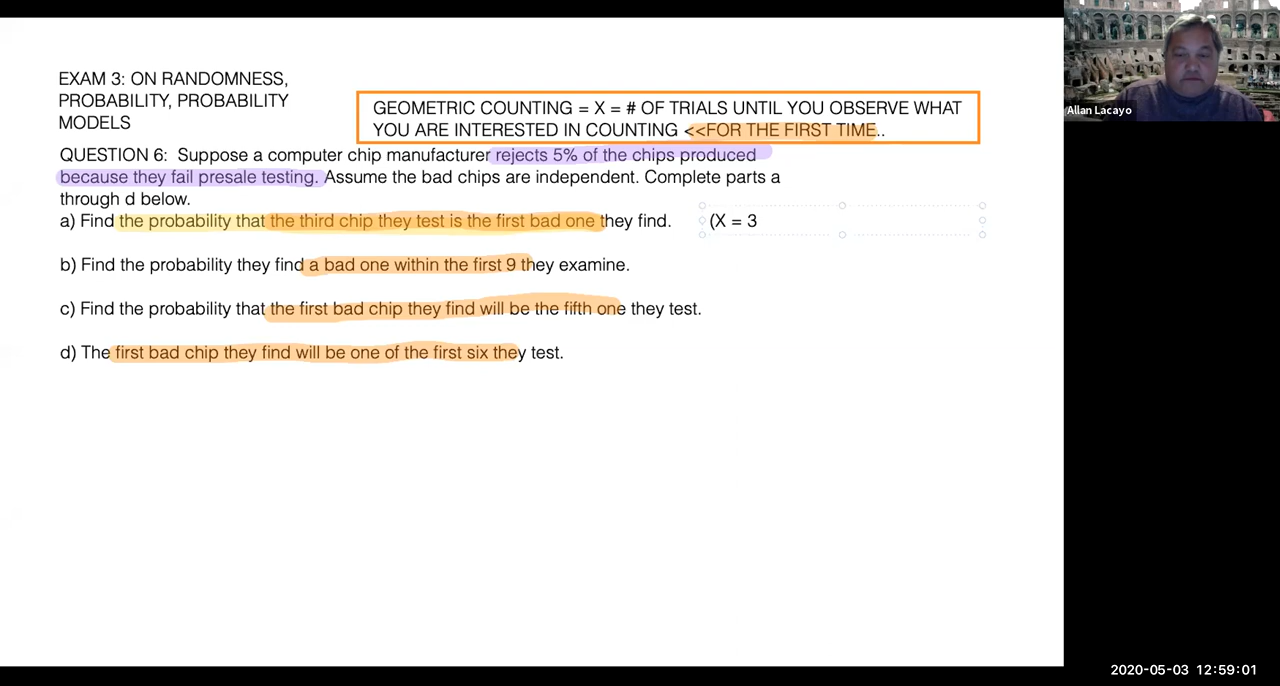 EXAM 3: ON RANDOMNESS,
PROBABILITY, PROBABILITY
MODELS
GEOMETRIC COUNTING = X = # OF TRIALS UNTIL YOU OBSERVE WHAT
YOU ARE INTERESTED IN COUNTING <<FOR THE FIRST TIME..
QUESTION 6: Suppose a computer chip manufacturer rejects 5% of the chips produced
because they fail presale testing. Assume the bad chips are independent. Complete parts a
through d below.
a) Find the probability that the third chip they test is the first bad one they find.
(X = 3
b) Find the probability they find a bad one within the first 9 they examine.
c) Find the probability that the first bad chip they find will be the fifth one they test.
d) The first bad chip they find will be one of the first six they test.
Allan Lacayo
2020-05-03 12:59:01